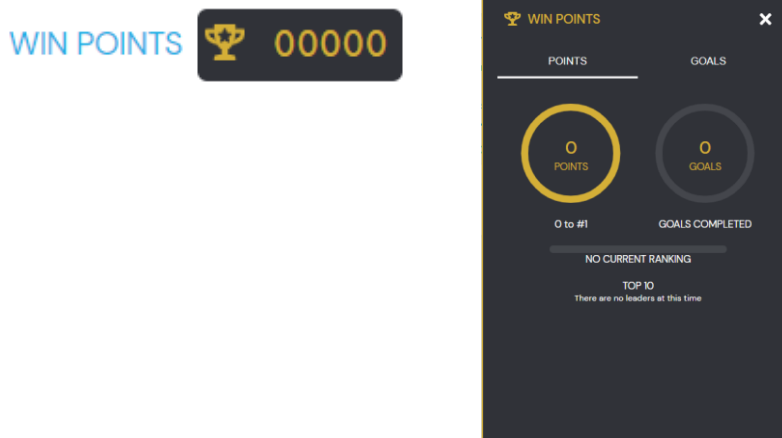 WIN POINTS 00000
WIN POINTS
POINTS GOALS
0 0
POINTS GOALS
0 to #1 GOALS COMPLETED
NO CURRENT RANKING
TOP 10
There are no leaders at this time